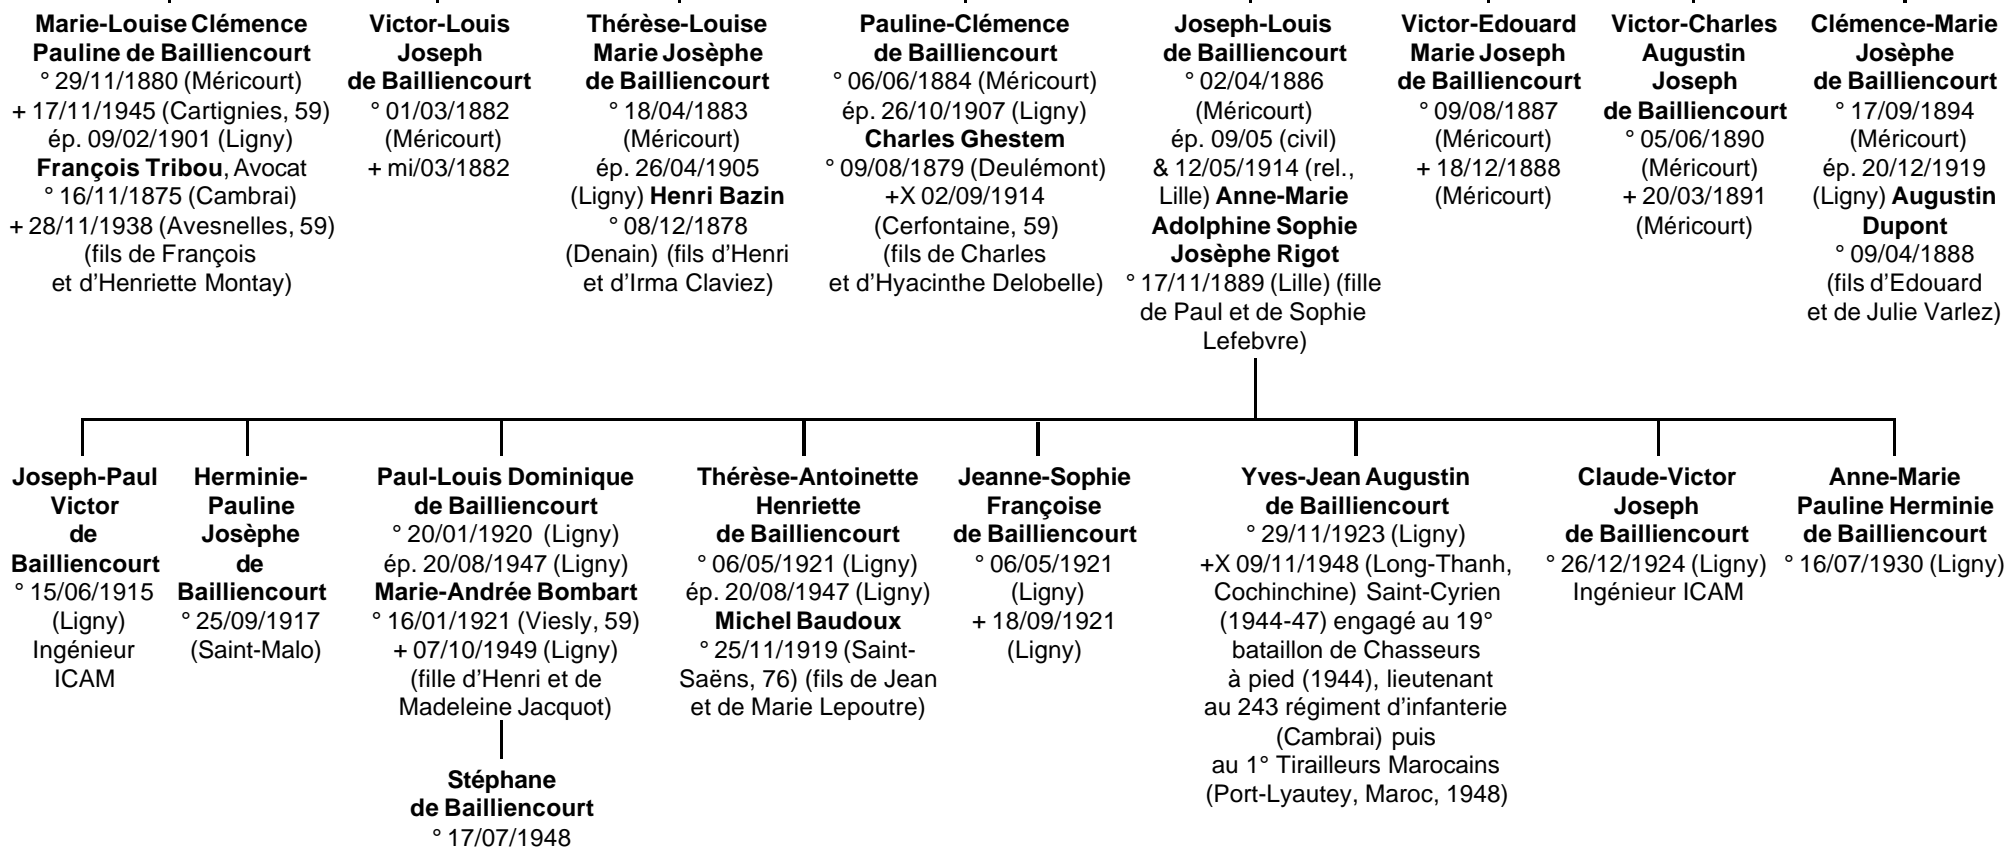 Marie-Louise Clémence
Pauline de Bailliencourt
° 29/11/1880 (Méricourt)
+ 17/11/1945 (Cartignies, 59)
ép. 09/02/1901 (Ligny)
François Tribou, Avocat
° 16/11/1875 (Cambrai)
+ 28/11/1938 (Avesnelles, 59)
(fils de François
et d'Henriette Montay)
Victor-Louis
Joseph
de Bailliencourt
° 01/03/1882
(Méricourt)
+ mi/03/1882
Thérèse-Louise
Marie Josèphe
de Bailliencourt
° 18/04/1883
(Méricourt)
ép. 26/04/1905
(Ligny) Henri Bazin
° 08/12/1878
(Denain) (fils d'Henri
et d'Irma Claviez)
Pauline-Clémence
de Bailliencourt
° 06/06/1884 (Méricourt)
ép. 26/10/1907 (Ligny)
Charles Ghestem
° 09/08/1879 (Deulémont)
+X 02/09/1914
(Cerfontaine, 59)
(fils de Charles
et d'Hyacinthe Delobelle)
Joseph-Louis
de Bailliencourt
° 02/04/1886
(Méricourt)
ép. 09/05 (civil)
& 12/05/1914 (rel.,
Lille) Anne-Marie
Adolphine Sophie
Josèphe Rigot
° 17/11/1889 (Lille) (fille
de Paul et de Sophie
Lefebvre)
Victor-Edouard
Marie Joseph
de Bailliencourt
° 09/08/1887
(Méricourt)
+ 18/12/1888
(Méricourt)
Victor-Charles
Augustin
Joseph
de Bailliencourt
° 05/06/1890
(Méricourt)
+ 20/03/1891
(Méricourt)
Clémence-Marie
Josèphe
de Bailliencourt
° 17/09/1894
(Méricourt)
ép. 20/12/1919
(Ligny) Augustin
Dupont
° 09/04/1888
(fils d'Edouard
et de Julie Varlez)
Joseph-Paul
Victor
de
Bailliencourt
° 15/06/1915
(Ligny)
Ingénieur
ICAM
Herminie-
Pauline
Josèphe
de
Bailliencourt
° 25/09/1917
(Saint-Malo)
Paul-Louis Dominique
de Bailliencourt
° 20/01/1920 (Ligny)
ép. 20/08/1947 (Ligny)
Marie-Andrée Bombart
° 16/01/1921 (Viesly, 59)
+ 07/10/1949 (Ligny)
(fille d'Henri et de
Madeleine Jacquot)
Thérèse-Antoinette
Henriette
de Bailliencourt
° 06/05/1921 (Ligny)
ép. 20/08/1947 (Ligny)
Michel Baudoux
° 25/11/1919 (Saint-
Saëns, 76) (fils de Jean
et de Marie Lepoutre)
Jeanne-Sophie
Françoise
de Bailliencourt
° 06/05/1921
(Ligny)
+ 18/09/1921
(Ligny)
Yves-Jean Augustin
de Bailliencourt
° 29/11/1923 (Ligny)
+X 09/11/1948 (Long-Thanh,
Cochinchine) Saint-Cyrien
(1944-47) engagé au 19°
bataillon de Chasseurs
à pied (1944), lieutenant
au 243 régiment d'infanterie
(Cambrai) puis
au 1° Tirailleurs Marocains
(Port-Lyautey, Maroc, 1948)
Claude-Victor
Joseph
de Bailliencourt
° 26/12/1924 (Ligny)
Ingénieur ICAM
Anne-Marie
Pauline Herminie
de Bailliencourt
° 16/07/1930 (Ligny)
Stéphane
de Bailliencourt
° 17/07/1948